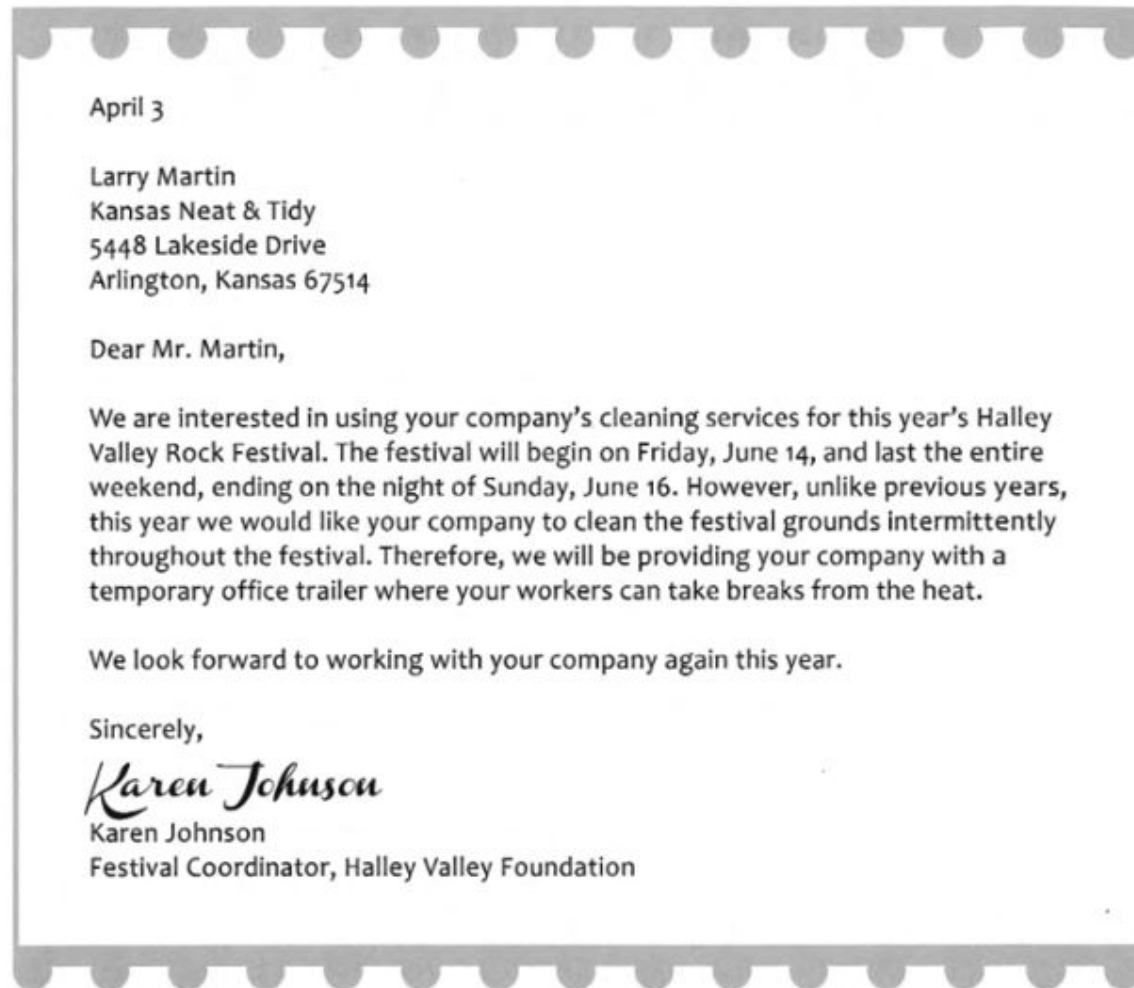 April 3
Larry Martin
Kansas Neat & Tidy
5448 Lakeside Drive
Arlington, Kansas 67514
Dear Mr. Martin,
We are interested in using your company's cleaning services for this year's Halley
Valley Rock Festival. The festival will begin on Friday, June 14, and last the entire
weekend, ending on the night of Sunday, June 16. However, unlike previous years,
this year we would like your company to clean the festival grounds intermittently
throughout the festival. Therefore, we will be providing your company with a
temporary office trailer where your workers can take breaks from the heat.
We look forward to working with your company again this year.
Sincerely,
Karen Johnson
Karen Johnson
Festival Coordinator, Halley Valley Foundation